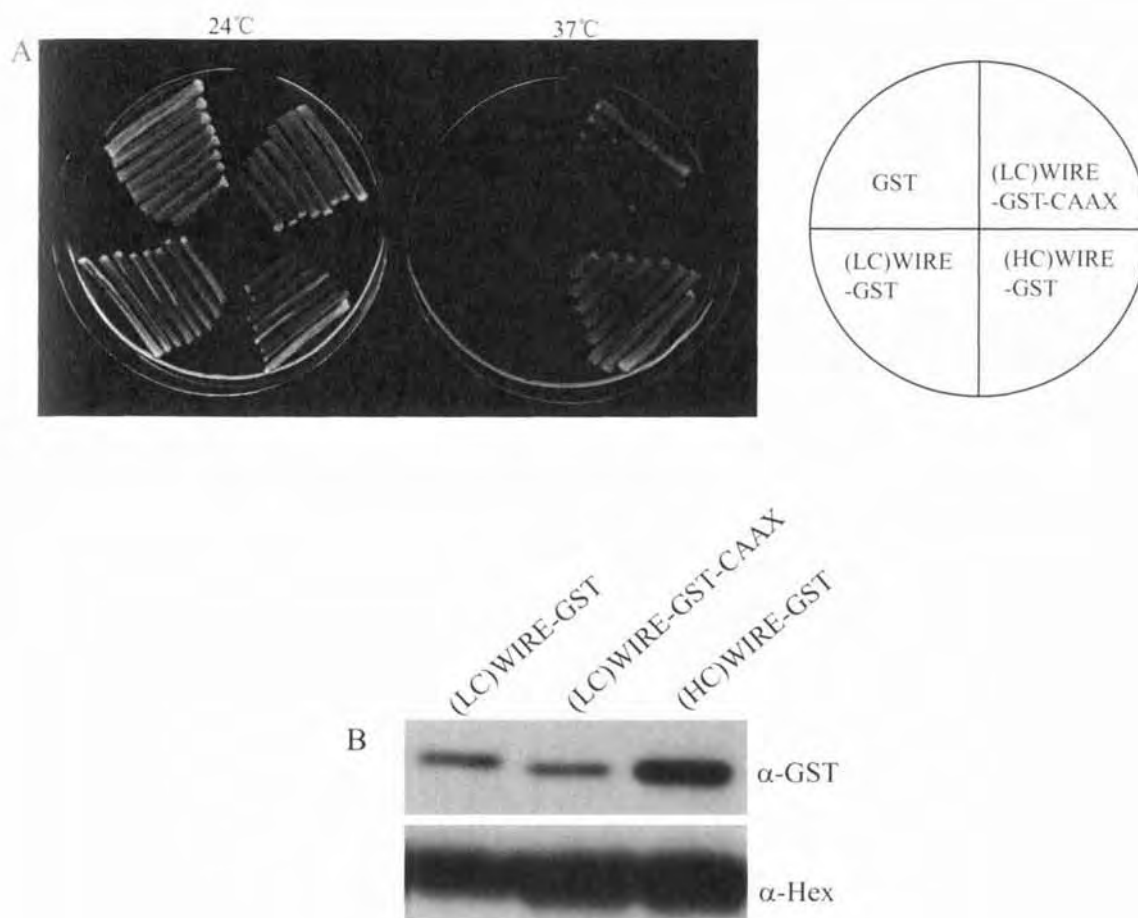 A
24℃
37℃
GST
(LC)WIRE
-GST-CAAX
(LC)WIRE
-GST
(HC)WIRE
-GST
B
(LC)WIRE-GST
(LC)WIRE-GST-CAAX
(HC)WIRE-GST
α-GST
α-Hex